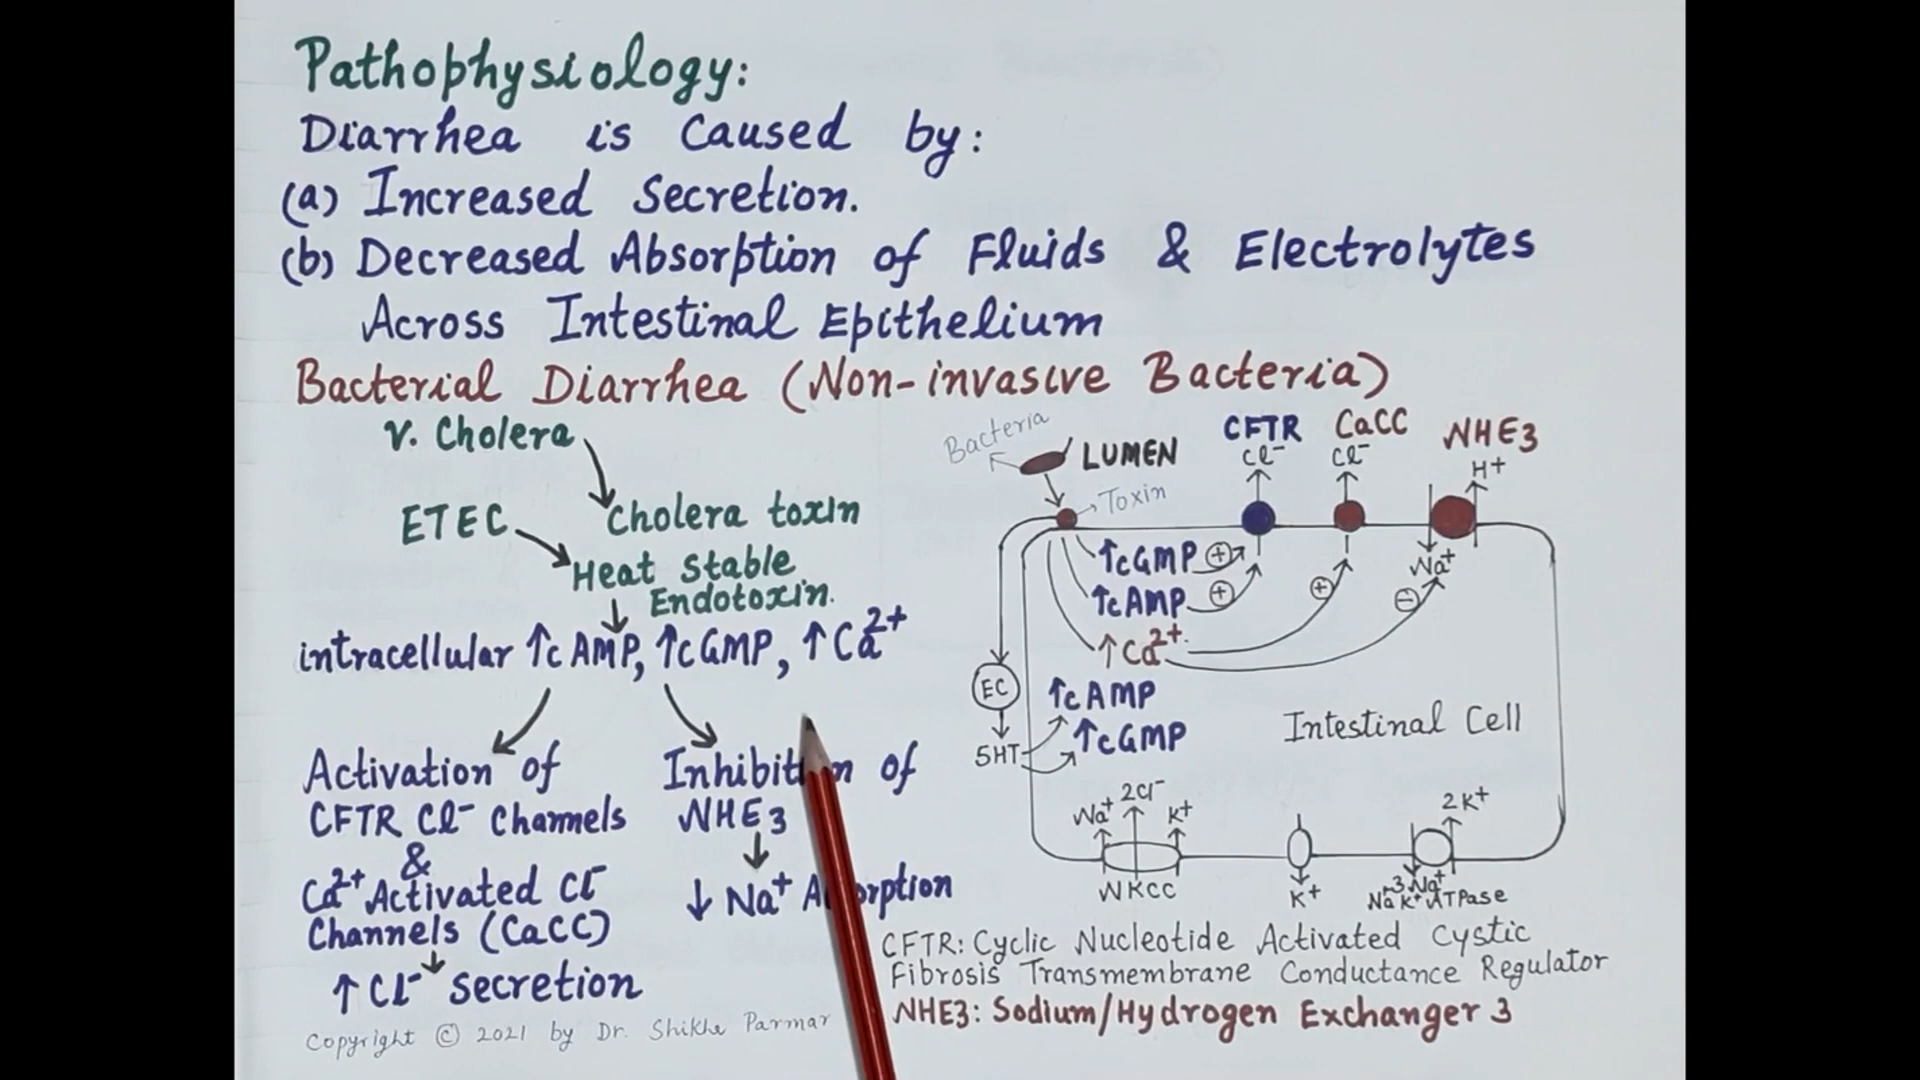 Pathophysiology:
Diarrhea is Caused by:
(a) Increased Secretion.
(b) Decreased Absorption of Fluids & Electrolytes
Across Intestinal Epithelium
Bacterial Diarrhea (Non-invasive Bacteria)
V. Cholera
ETEC
Cholera toxin
Heat Stable
Endotoxin.
intracellular ↑cAMP, ↑cGMP, ↑Ca²⁺
Activation of
CFTR Cl⁻ Channels
&
Ca²⁺ Activated Cl⁻
Channels (CaCC)
↑Cl⁻ secretion
Inhibition of
NHE3
↓ Na⁺ Absorption
Bacteria
LUMEN
Toxin
CFTR
Cl⁻
CaCC
Cl⁻
NHE3
H⁺
Na⁺
↑cGMP ⊕
↑cAMP ⊕
↑Ca²⁺
⊕
⊖
EC
5HT
↑cAMP
↑cGMP
Intestinal Cell
Na⁺ 2Cl⁻ K⁺
NKCC
K⁺
2K⁺
3Na⁺
Na⁺K⁺ATPase
CFTR: Cyclic Nucleotide Activated Cystic
Fibrosis Transmembrane Conductance Regulator
NHE3: Sodium/Hydrogen Exchanger 3
Copyright © 2021 by Dr. Shikha Parmar